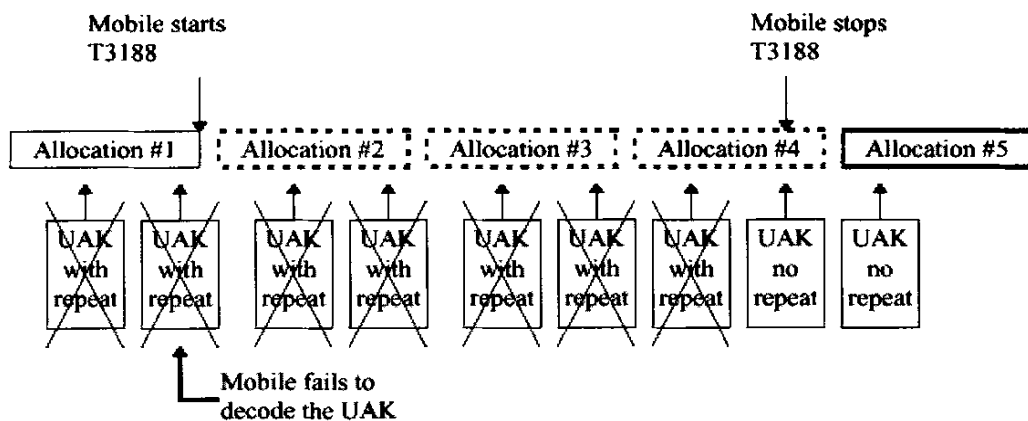 Mobile starts
T3188
Mobile stops
T3188
Allocation #1
Allocation #2
Allocation #3
Allocation #4
Allocation #5
UAK
with
repeat
UAK
with
repeat
UAK
with
repeat
UAK
with
repeat
UAK
with
repeat
UAK
with
repeat
UAK
with
repeat
UAK
no
repeat
UAK
no
repeat
Mobile fails to
decode the UAK